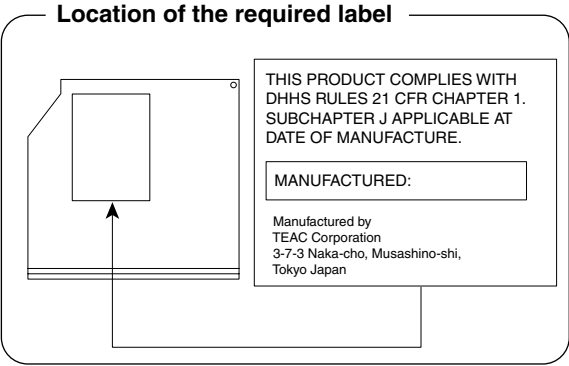 Location of the required label
THIS PRODUCT COMPLIES WITH
DHHS RULES 21 CFR CHAPTER 1.
SUBCHAPTER J APPLICABLE AT
DATE OF MANUFACTURE.
MANUFACTURED:
Manufactured by
TEAC Corporation
3-7-3 Naka-cho, Musashino-shi,
Tokyo Japan